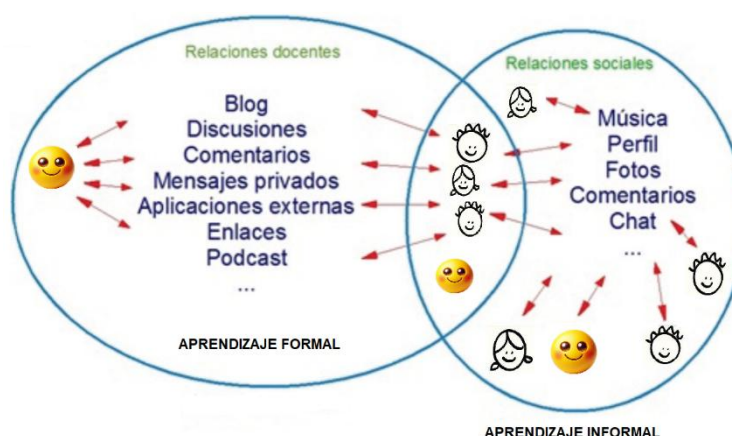 Relaciones docentes
Blog
Discusiones
Comentarios
Mensajes privados
Aplicaciones externas
Enlaces
Podcast
...
APRENDIZAJE FORMAL
Relaciones sociales
Música
Perfil
Fotos
Comentarios
Chat
...
APRENDIZAJE INFORMAL